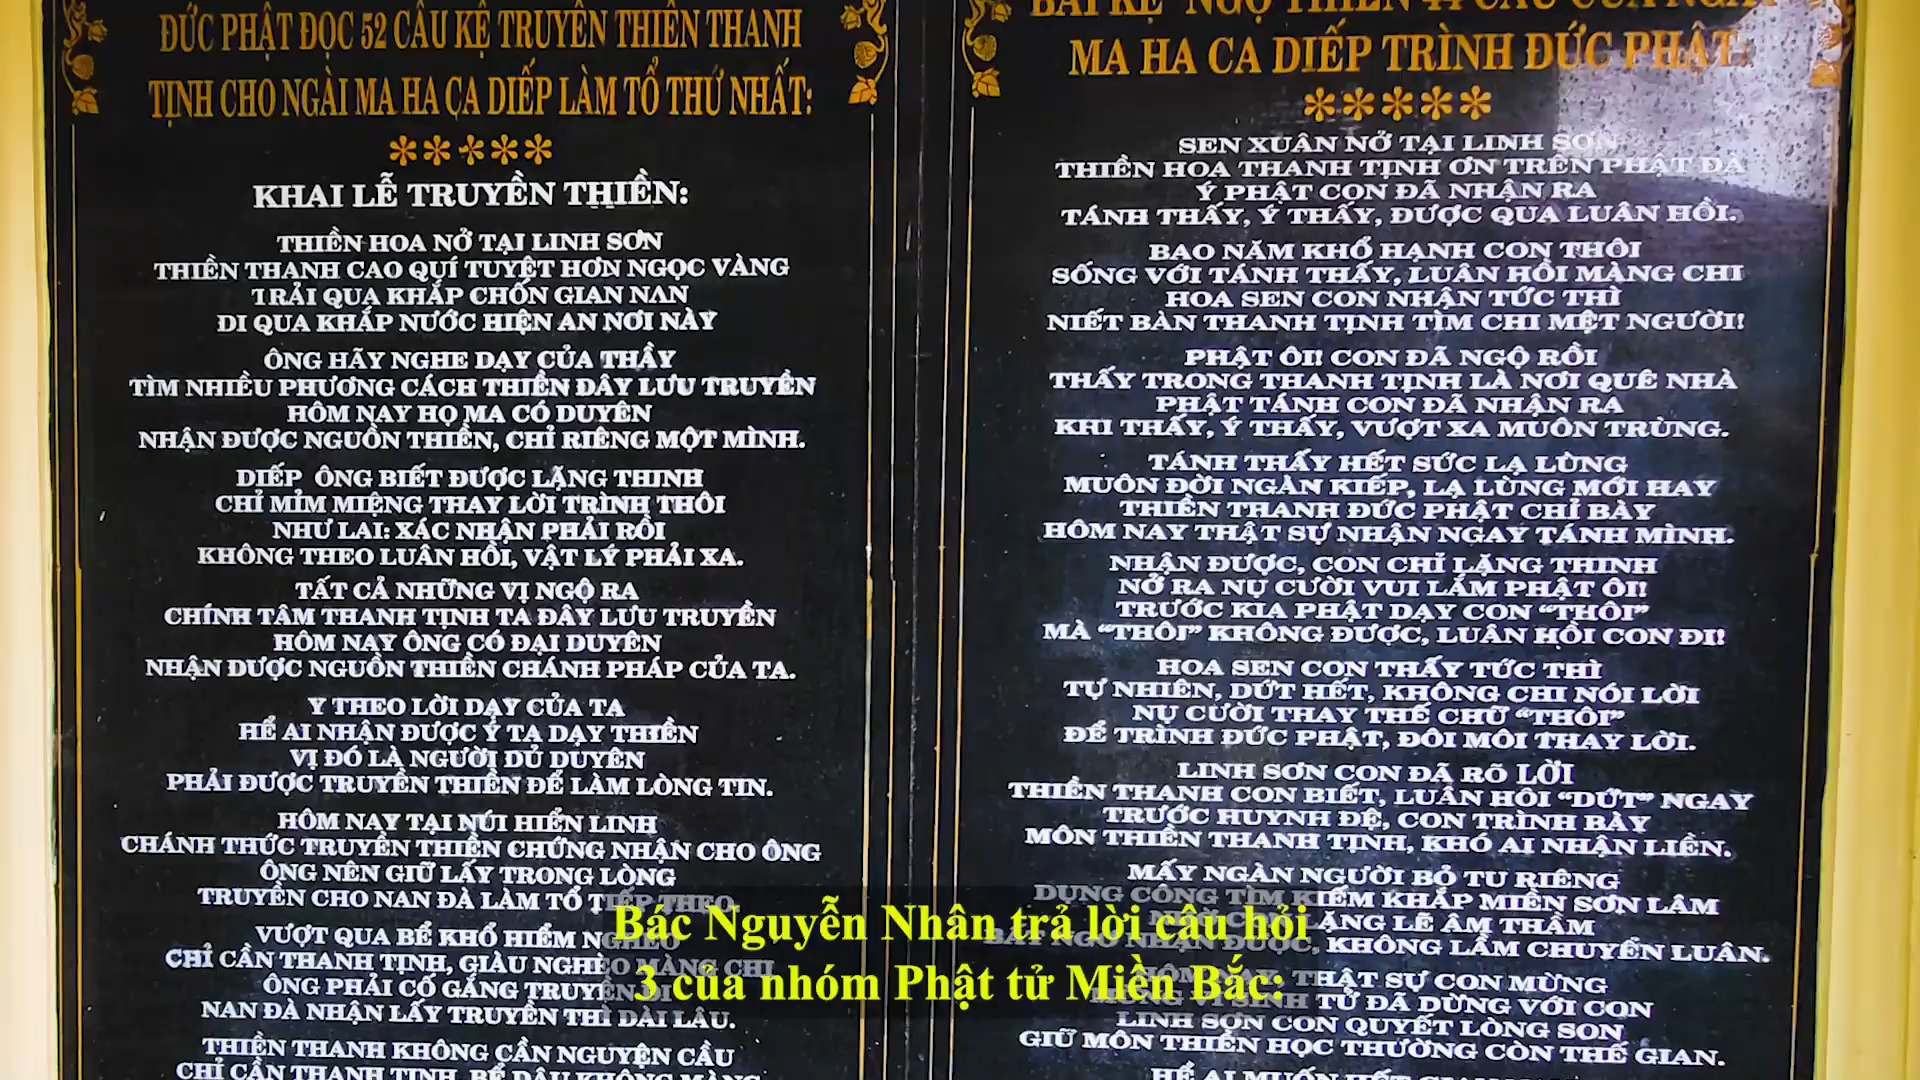 ĐỨC PHẬT ĐỌC 52 CÂU KỆ TRUYỀN THIỀN THANH
TỊNH CHO NGÀI MA HA CA DIẾP LÀM TỔ THỨ NHẤT:
*****
KHAI LỄ TRUYỀN THIỀN:
THIỀN HOA NỞ TẠI LINH SƠN
THIỀN THANH CAO QUÍ TUYỆT HƠN NGỌC VÀNG
TRẢI QUA KHẮP CHỐN GIAN NAN
ĐI QUA KHẮP NƯỚC HIỆN AN NƠI NÀY
ÔNG HÃY NGHE DẠY CỦA THẦY
TÌM NHIỀU PHƯƠNG CÁCH THIỀN ĐÂY LƯU TRUYỀN
HÔM NAY HỌ MA CÓ DUYÊN
NHẬN ĐƯỢC NGUỒN THIỀN, CHỈ RIÊNG MỘT MÌNH.
DIẾP ÔNG BIẾT ĐƯỢC LẶNG THINH
CHỈ MỈM MIỆNG THAY LỜI TRÌNH THÔI
NHƯ LAI: XÁC NHẬN PHẢI RỒI
KHÔNG THEO LUÂN HỒI, VẬT LÝ PHẢI XA.
TẤT CẢ NHỮNG VỊ NGỘ RA
CHÍNH TÂM THANH TỊNH TA ĐÂY LƯU TRUYỀN
HÔM NAY ÔNG CÓ ĐẠI DUYÊN
NHẬN DƯỢC NGUỒN THIỀN CHÁNH PHÁP CỦA TA.
Y THEO LỜI DẠY CỦA TA
HỄ AI NHẬN ĐƯỢC Ý TA DẠY THIỀN
VỊ ĐÓ LÀ NGƯỜI DỦ DUYÊN
PHẢI ĐƯỢC TRUYỀN THIỀN ĐỂ LÀM LÒNG TIN.
HÔM NAY TẠI NÚI HIỂN LINH
CHÁNH THỨC TRUYỀN THIỀN CHỨNG NHẬN CHO ÔNG
ÔNG NÊN GIỮ LẤY TRONG LÒNG
TRUYỀN CHO NAN ĐÀ LÀM TỔ TIẾP THEO.
VƯỢT QUA BỂ KHỔ HIỂM NGHÈO
CHỈ CẦN THANH TỊNH, GIÀU NGHÈO MÀNG CHI
ÔNG PHẢI CỐ GẮNG TRUYỀN ĐI
NAN ĐÀ NHẬN LẤY TRUYỀN THÌ DÀI LÂU.
THIỀN THANH KHÔNG CẦN NGUYỆN CẦU
CHỈ CẦN THANH TỊNH, BỂ DÂU KHÔNG MÀNG
BÀI KỆ "NGỘ THIỀN 44 CÂU CỦA NGÀI
MA HA CA DIẾP TRÌNH ĐỨC PHẬT:
*****
SEN XUÂN NỞ TẠI LINH SƠN
THIỀN HOA THANH TỊNH ƠN TRÊN PHẬT ĐÀ
Ý PHẬT CON ĐÃ NHẬN RA
TÁNH THẤY, Ý THẤY, ĐƯỢC QUA LUÂN HỒI.
BAO NĂM KHỔ HẠNH CON THÔI
SỐNG VỚI TÁNH THẤY, LUÂN HỒI MÀNG CHI
HOA SEN CON NHẬN TỨC THÌ
NIẾT BÀN THANH TỊNH TÌM CHI MỆT NGƯỜI!
PHẬT ÔI! CON ĐÃ NGỘ RỒI
THẤY TRONG THANH TỊNH LÀ NƠI QUÊ NHÀ
PHẬT TÁNH CON ĐÃ NHẬN RA
KHI THẤY, Ý THẤY, VƯỢT XA MUÔN TRÙNG.
TÁNH THẤY HẾT SỨC LẠ LÙNG
MUÔN ĐỜI NGÀN KIẾP, LẠ LÙNG MỚI HAY
THIỀN THANH ĐỨC PHẬT CHỈ BÀY
HÔM NAY THẬT SỰ NHẬN NGAY TÁNH MÌNH.
NHẬN ĐƯỢC, CON CHỈ LẶNG THINH
NỞ RA NỤ CƯỜI VUI LẮM PHẬT ÔI!
TRƯỚC KIA PHẬT DẠY CON “THÔI”
MÀ “THÔI” KHÔNG ĐƯỢC, LUÂN HỒI CON ĐI!
HOA SEN CON THẤY TỨC THÌ
TỰ NHIÊN, DỨT HẾT, KHÔNG CHI NÓI LỜI
NỤ CƯỜI THAY THẾ CHỮ “THÔI”
ĐỂ TRÌNH ĐỨC PHẬT, ĐÔI MÔI THAY LỜI.
LINH SƠN CON ĐÃ RÕ LỜI
THIỀN THANH CON BIẾT, LUÂN HỒI “DỨT” NGAY
TRƯỚC HUYNH ĐỆ, CON TRÌNH BÀY
MÔN THIỀN THANH TỊNH, KHÓ AI NHẬN LIỀN.
MẤY NGÀN NGƯỜI BỎ TU RIÊNG
DỤNG CÔNG TÌM KIẾM KHẮP MIỀN SƠN LÂM
LẶNG LẼ ÂM THẦM
BẤT NGỜ NHẬN ĐƯỢC, KHÔNG LẦM CHUYỂN LUÂN.
HÔM NAY, THẬT SỰ CON MỪNG
SINH TỬ ĐÃ DỪNG VỚI CON
LINH SƠN CON QUYẾT LÒNG SON
GIỮ MÔN THIỀN HỌC THƯỜNG CÒN THẾ GIAN.
HỄ AI MUỐN HẾT
Bác Nguyễn Nhân trả lời câu hỏi
3 của nhóm Phật tử Miền Bắc: